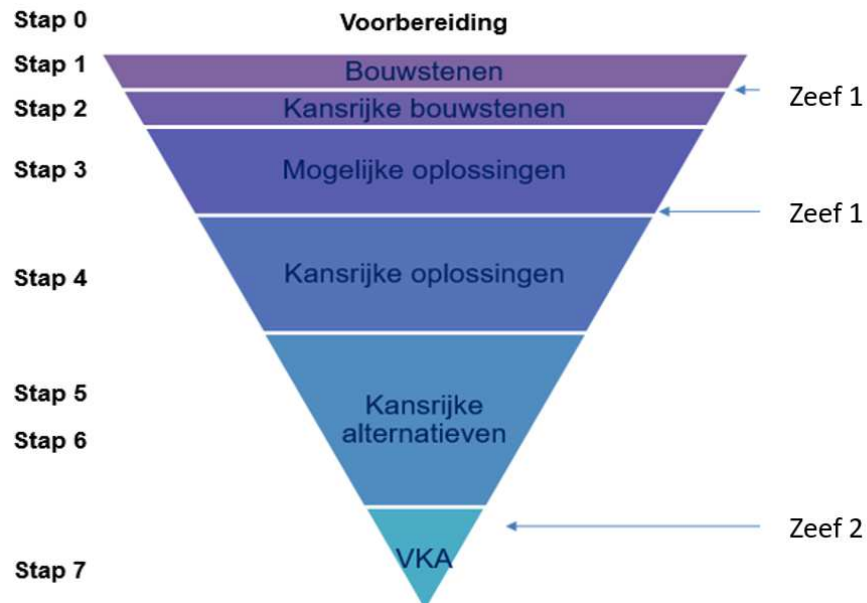 Stap 0
Voorbereiding
Stap 1
Bouwstenen
Zeef 1
Stap 2
Kansrijke bouwstenen
Stap 3
Mogelijke oplossingen
Zeef 1
Stap 4
Kansrijke oplossingen
Stap 5
Kansrijke
alternatieven
Stap 6
Zeef 2
VKA
Stap 7